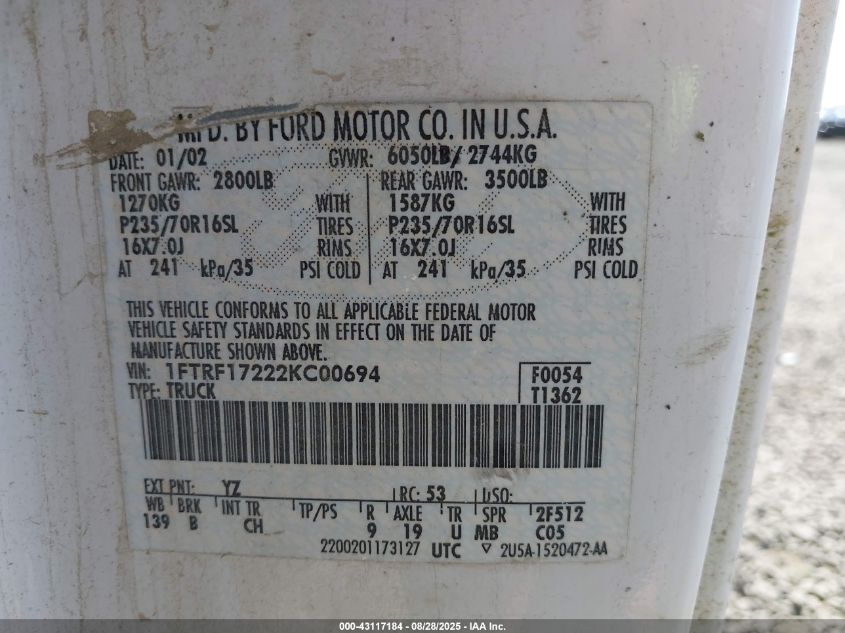 MFD. BY FORD MOTOR CO. IN U.S.A.
DATE: 01/02 GVWR: 6050LB/ 2744KG
FRONT GAWR: 2800LB REAR GAWR: 3500LB
1270KG WITH 1587KG WITH
P235/70R16SL TIRES P235/70R16SL TIRES
16X7.0J RIMS 16X7.0J RIMS
AT 241 kPa/35 PSI COLD AT 241 kPa/35 PSI COLD
THIS VEHICLE CONFORMS TO ALL APPLICABLE FEDERAL MOTOR
VEHICLE SAFETY STANDARDS IN EFFECT ON THE DATE OF
MANUFACTURE SHOWN ABOVE.
VIN: 1FTRF17222KC00694 F0054
TYPE: TRUCK T1362
EXT PNT: YZ RC: 53 DSO:
WB BRK INT TR TP/PS R AXLE TR SPR 2F512
139 B CH 9 19 U MB C05
2200201173127 UTC 2U5A-1520472-AA
000-43117184 - 08/28/2025 - IAA Inc.